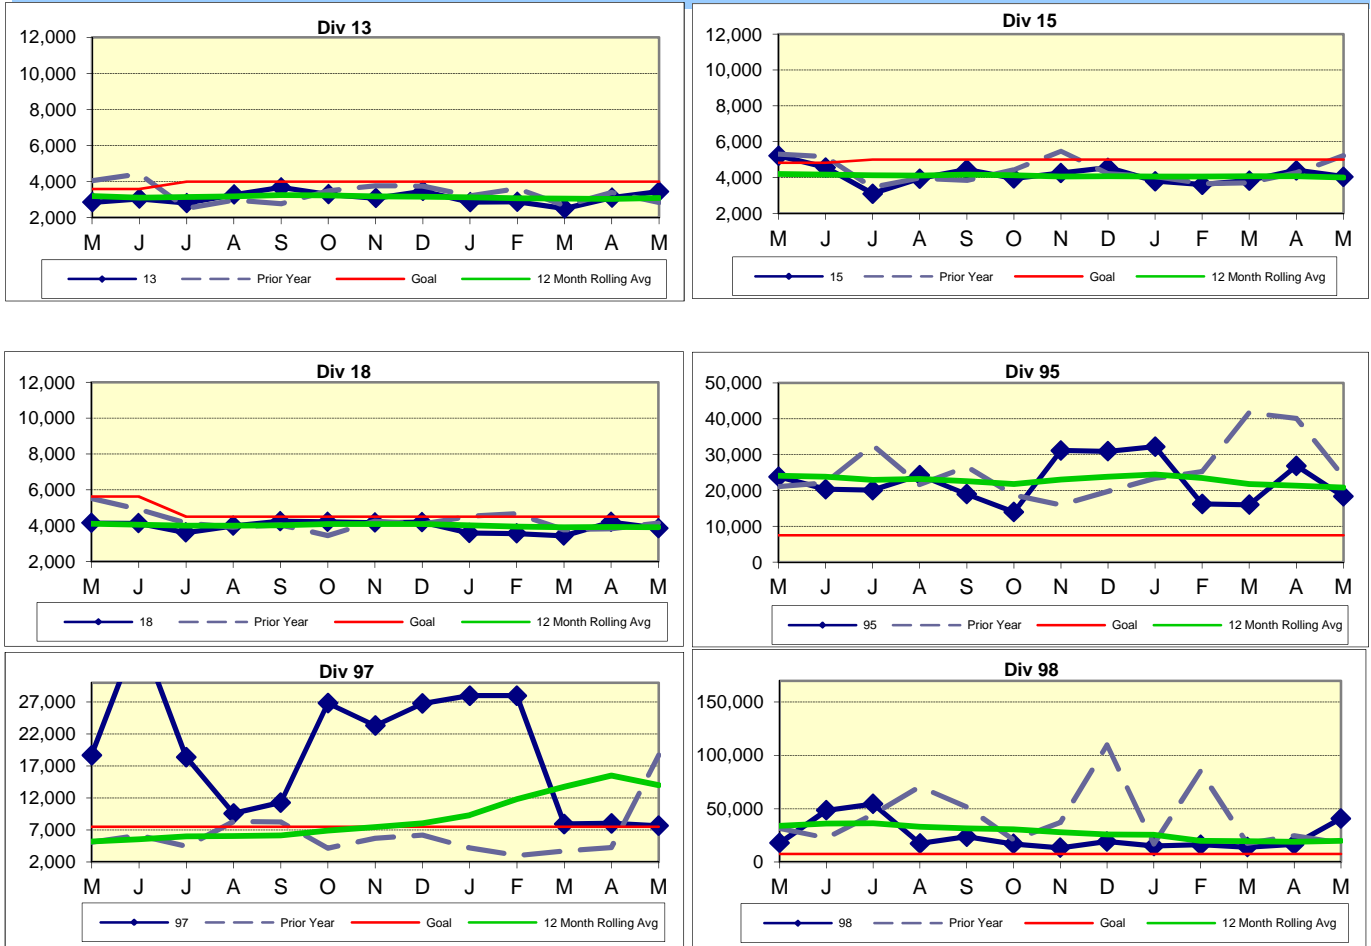 Div 13
12,000
10,000
8,000
6,000
4,000
2,000
M J J A S O N D J F M A M
13 Prior Year Goal 12 Month Rolling Avg
Div 15
12,000
10,000
8,000
6,000
4,000
2,000
M J J A S O N D J F M A M
15 Prior Year Goal 12 Month Rolling Avg
Div 18
12,000
10,000
8,000
6,000
4,000
2,000
M J J A S O N D J F M A M
18 Prior Year Goal 12 Month Rolling Avg
Div 95
50,000
40,000
30,000
20,000
10,000
0
M J J A S O N D J F M A M
95 Prior Year Goal 12 Month Rolling Avg
Div 97
27,000
22,000
17,000
12,000
7,000
2,000
M J J A S O N D J F M A M
97 Prior Year Goal 12 Month Rolling Avg
Div 98
150,000
100,000
50,000
0
M J J A S O N D J F M A M
98 Prior Year Goal 12 Month Rolling Avg